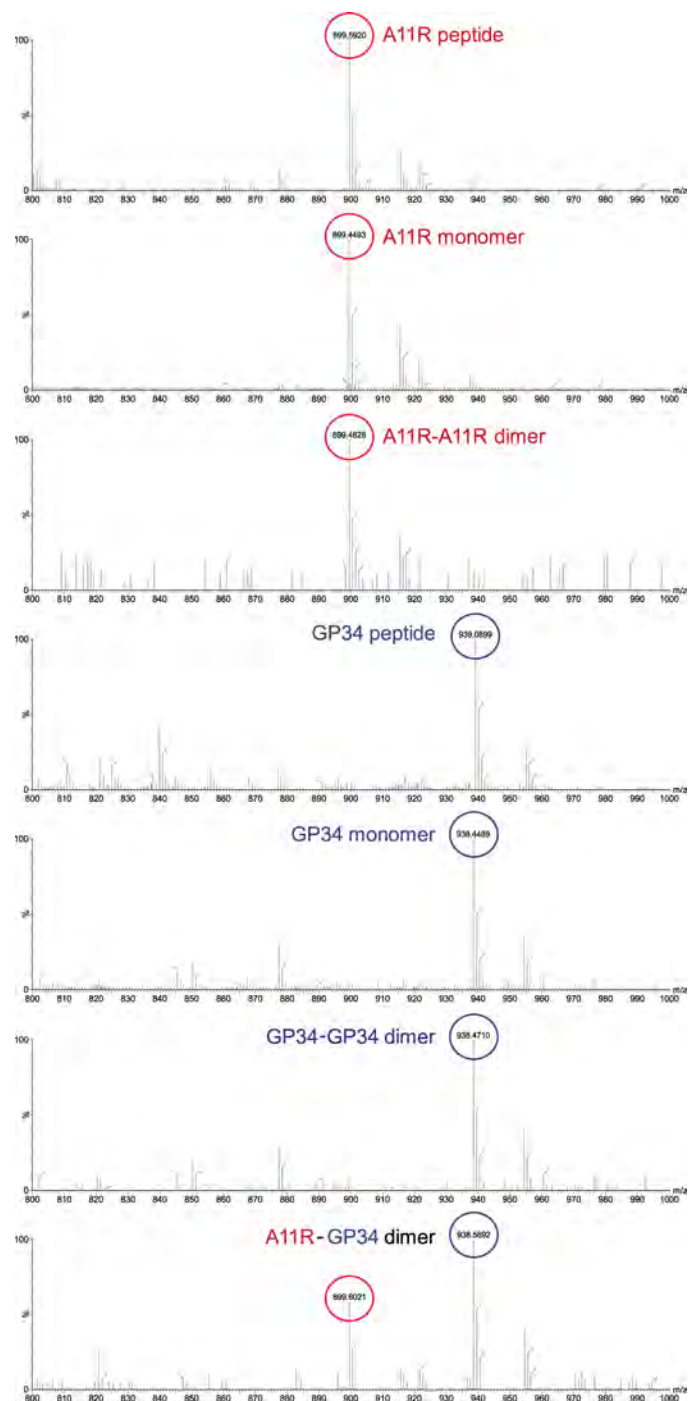 100
899.5920
A11R peptide
%
0
800 810 820 830 840 850 860 870 880 890 900 910 920 930 940 950 960 970 980 990 1000 m/z
100
899.4493
A11R monomer
%
0
800 810 820 830 840 850 860 870 880 890 900 910 920 930 940 950 960 970 980 990 1000 m/z
100
899.4628
A11R-A11R dimer
%
0
800 810 820 830 840 850 860 870 880 890 900 910 920 930 940 950 960 970 980 990 1000 m/z
100
GP34 peptide
939.0899
%
0
800 810 820 830 840 850 860 870 880 890 900 910 920 930 940 950 960 970 980 990 1000 m/z
100
GP34 monomer
938.4489
%
0
800 810 820 830 840 850 860 870 880 890 900 910 920 930 940 950 960 970 980 990 1000 m/z
100
GP34-GP34 dimer
938.4710
%
0
800 810 820 830 840 850 860 870 880 890 900 910 920 930 940 950 960 970 980 990 1000 m/z
100
A11R-GP34 dimer
938.5892
899.6021
%
0
800 810 820 830 840 850 860 870 880 890 900 910 920 930 940 950 960 970 980 990 1000 m/z